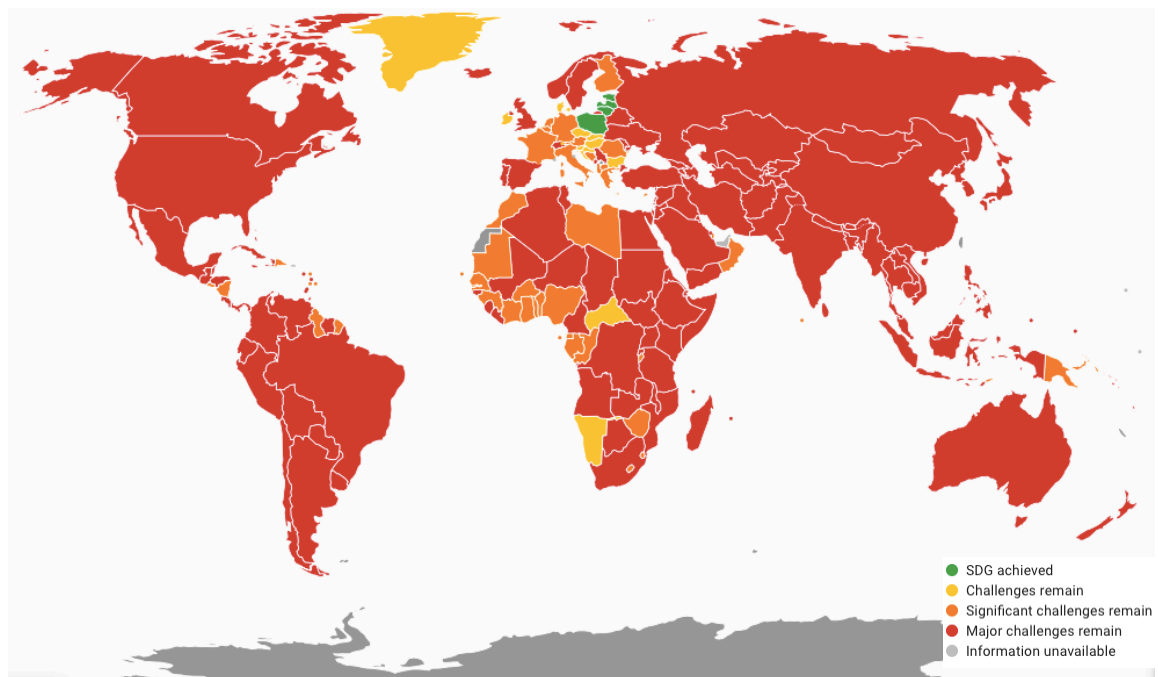 SDG achieved
Challenges remain
Significant challenges remain
Major challenges remain
Information unavailable